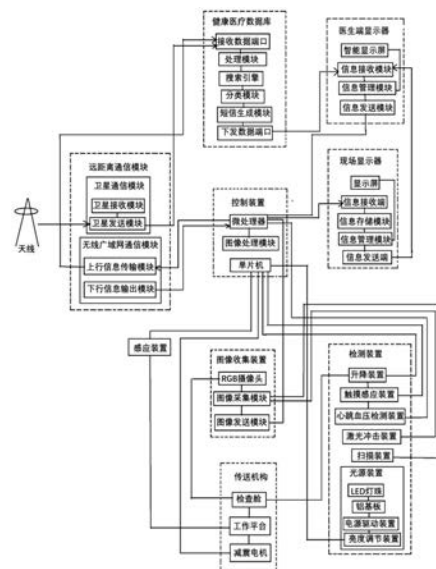 健康医疗数据库
接收数据端口
处理模块
搜索引擎
分类模块
短信生成模块
下发数据端口
医生端显示器
智能显示屏
信息接收模块
信息管理模块
信息发送模块
远距离通信模块
卫星通信模块
卫星接收模块
卫星发送模块
无线广域网通信模块
上行信息传输模块
下行信息输出模块
天线
控制装置
微处理器
图像处理模块
单片机
现场显示器
显示屏
信息接收端
信息存储模块
信息管理模块
信息发送端
感应装置
图像收集装置
RGB摄像头
图像采集模块
图像发送模块
检测装置
升降装置
触摸感应装置
心跳血压检测装置
激光冲击装置
扫描装置
光源装置
LED灯珠
铝基板
电源驱动装置
亮度调节装置
传送机构
检查舱
工作平台
减震电机